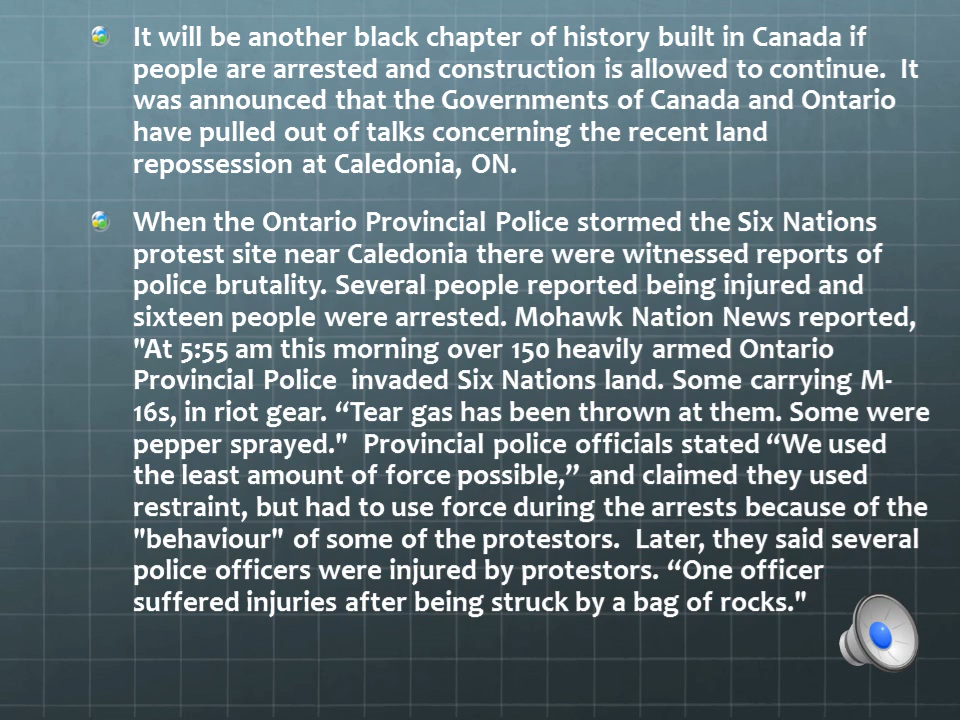 It will be another black chapter of history built in Canada if
people are arrested and construction is allowed to continue.  It
was announced that the Governments of Canada and Ontario
have pulled out of talks concerning the recent land
repossession at Caledonia, ON.
When the Ontario Provincial Police stormed the Six Nations
protest site near Caledonia there were witnessed reports of
police brutality. Several people reported being injured and
sixteen people were arrested. Mohawk Nation News reported,
"At 5:55 am this morning over 150 heavily armed Ontario
Provincial Police  invaded Six Nations land. Some carrying M-
16s, in riot gear. “Tear gas has been thrown at them. Some were
pepper sprayed."  Provincial police officials stated “We used
the least amount of force possible,” and claimed they used
restraint, but had to use force during the arrests because of the
"behaviour" of some of the protestors.  Later, they said several
police officers were injured by protestors. “One officer
suffered injuries after being struck by a bag of rocks."